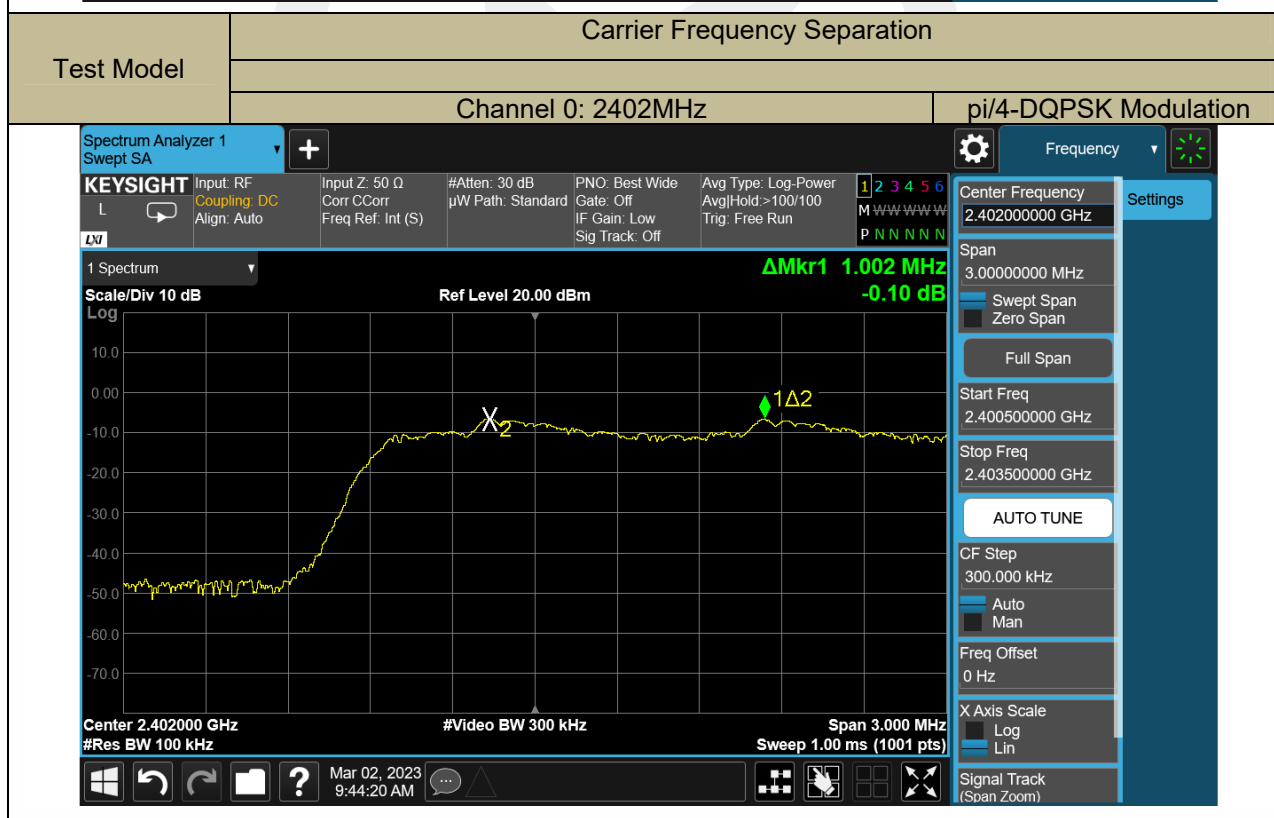 Carrier Frequency Separation
Test Model
Channel 0: 2402MHz
pi/4-DQPSK Modulation
Spectrum Analyzer 1
Swept SA
Frequency
KEYSIGHT
L
LXI
Input: RF
Coupling: DC
Align: Auto
Input Z: 50 Ω
Corr CCorr
Freq Ref: Int (S)
#Atten: 30 dB
µW Path: Standard
PNO: Best Wide
Gate: Off
IF Gain: Low
Sig Track: Off
Avg Type: Log-Power
Avg|Hold:>100/100
Trig: Free Run
1 2 3 4 5 6
M W W W W W
P N N N N N
Center Frequency
2.402000000 GHz
Settings
1 Spectrum
ΔMkr1 1.002 MHz
-0.10 dB
Scale/Div 10 dB
Ref Level 20.00 dBm
Log
10.0
0.00
-10.0
-20.0
-30.0
-40.0
-50.0
-60.0
-70.0
X2
1Δ2
Center 2.402000 GHz
#Video BW 300 kHz
Span 3.000 MHz
#Res BW 100 kHz
Sweep 1.00 ms (1001 pts)
Span
3.00000000 MHz
Swept Span
Zero Span
Full Span
Start Freq
2.400500000 GHz
Stop Freq
2.403500000 GHz
AUTO TUNE
CF Step
300.000 kHz
Auto
Man
Freq Offset
0 Hz
X Axis Scale
Log
Lin
Signal Track
(Span Zoom)
?
Mar 02, 2023
9:44:20 AM